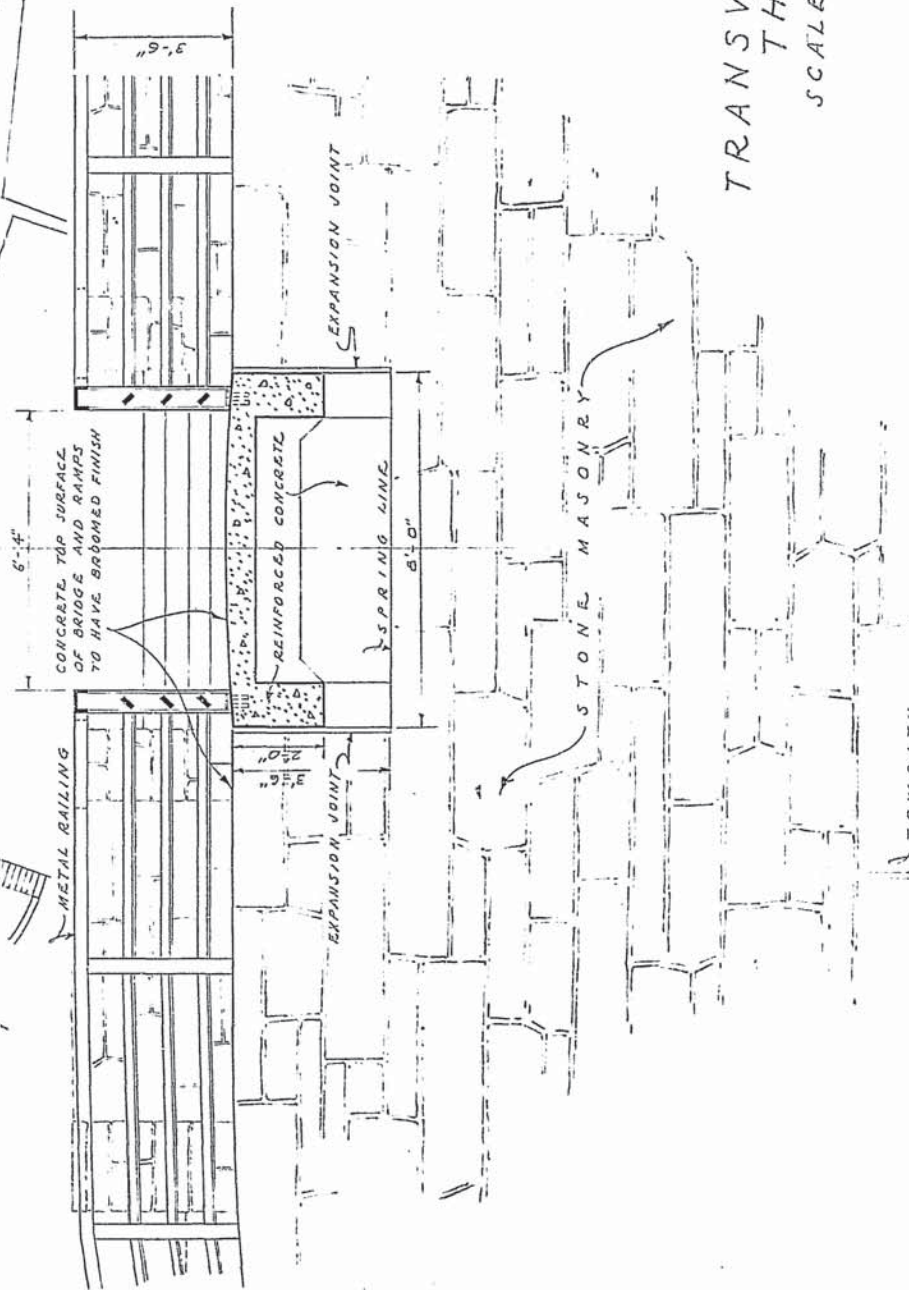 3'-6"
6'-4"
CONCRETE TOP SURFACE
OF BRIDGE AND RAMPS
TO HAVE BROOMED FINISH
METAL RAILING
EXPANSION JOINT
REINFORCED CONCRETE
SPRING LINE
8'-0"
2'-0"
3'-6"
EXPANSION JOINT
STONE MASONRY
TRANSV
TH
SCALE